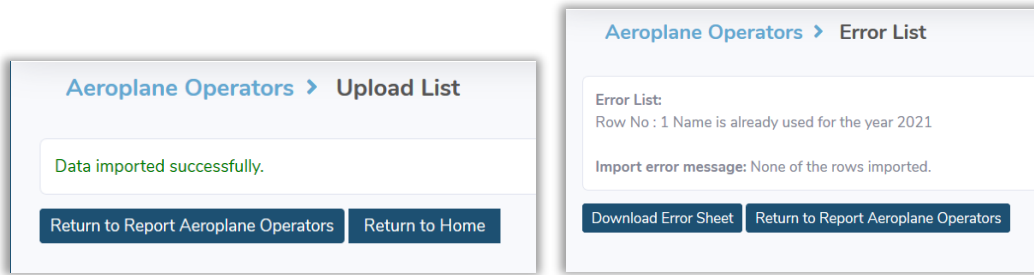 Aeroplane Operators > Upload List
Data imported successfully.
Return to Report Aeroplane Operators
Return to Home
Aeroplane Operators > Error List
Error List:
Row No : 1 Name is already used for the year 2021
Import error message: None of the rows imported.
Download Error Sheet
Return to Report Aeroplane Operators